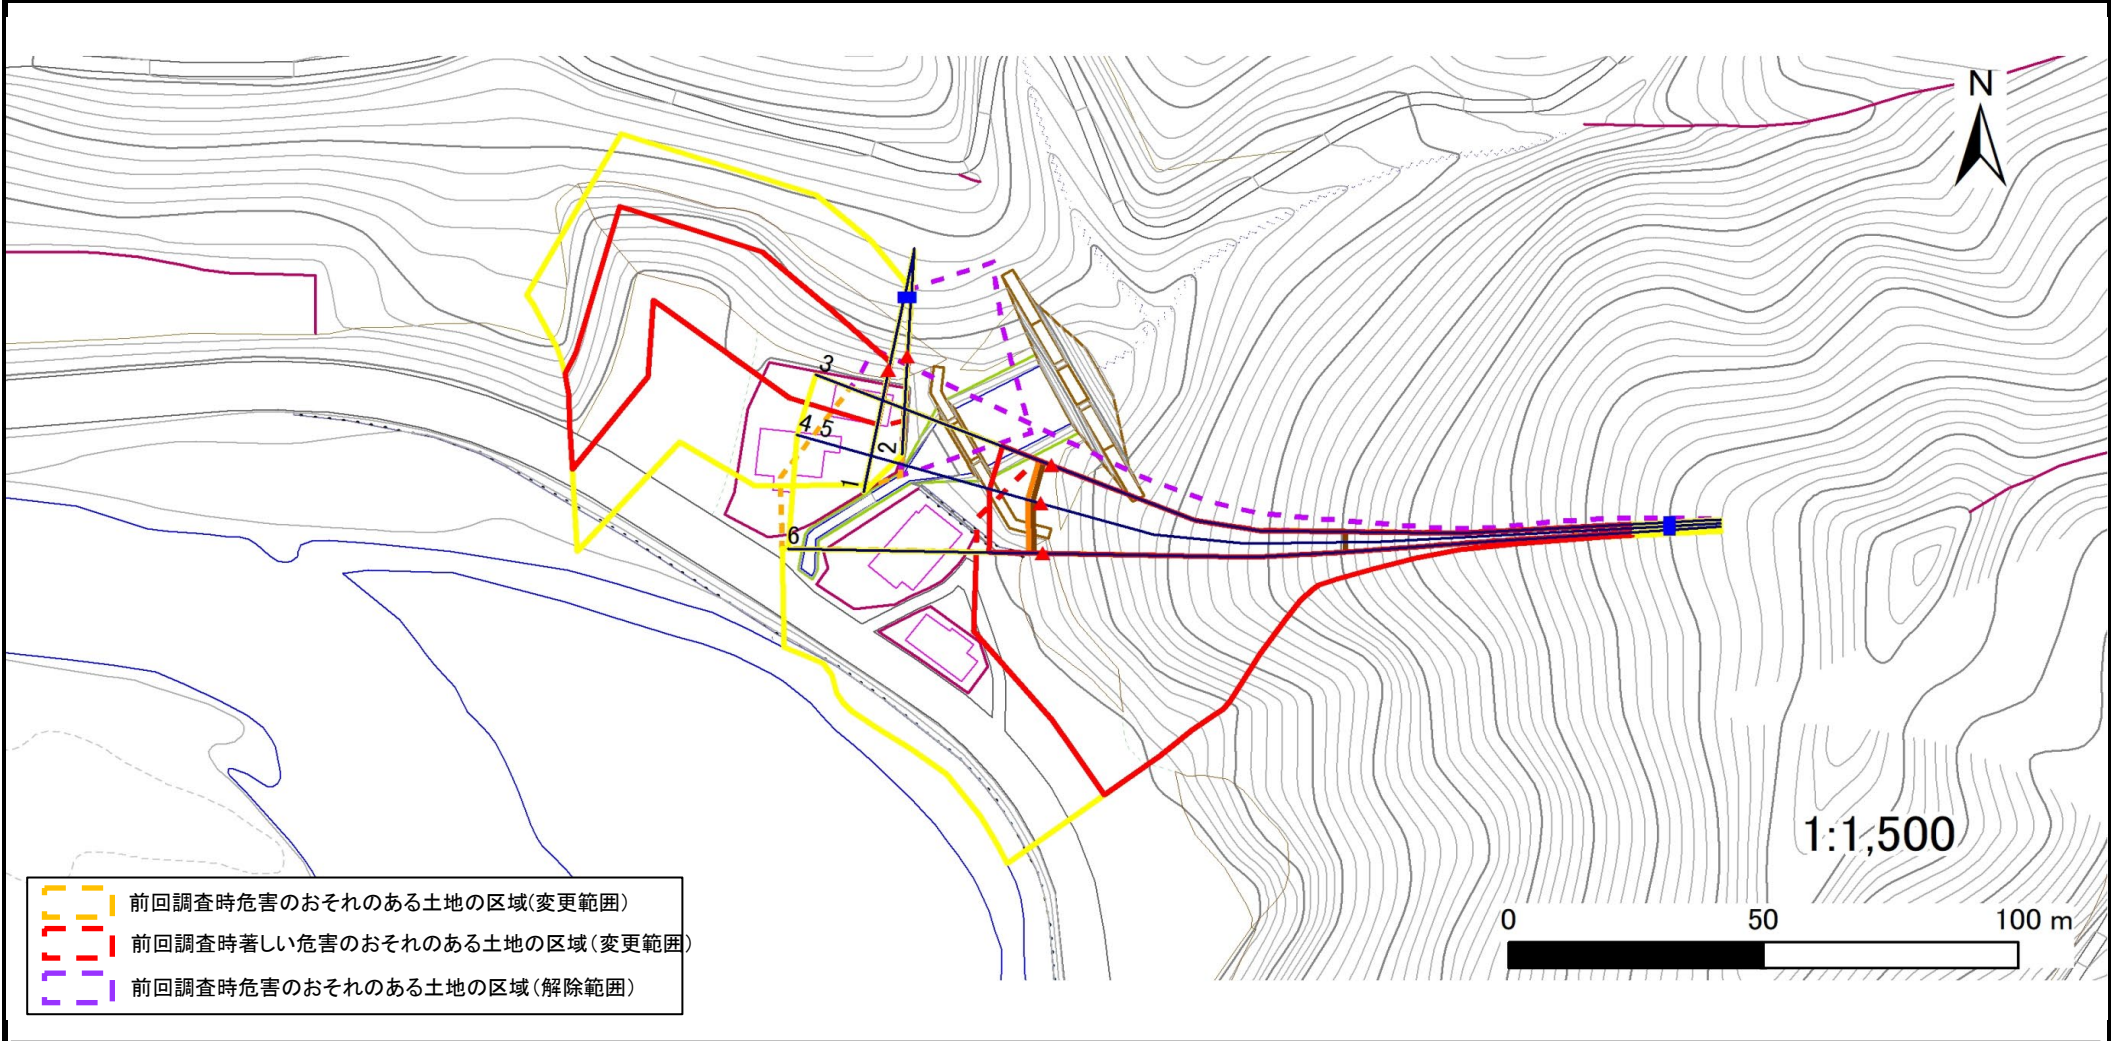 N
3
4
5
2
1
6
1:1,500
0 50 100 m
前回調査時危害のおそれのある土地の区域(変更範囲)
前回調査時著しい危害のおそれのある土地の区域(変更範囲)
前回調査時危害のおそれのある土地の区域(解除範囲)